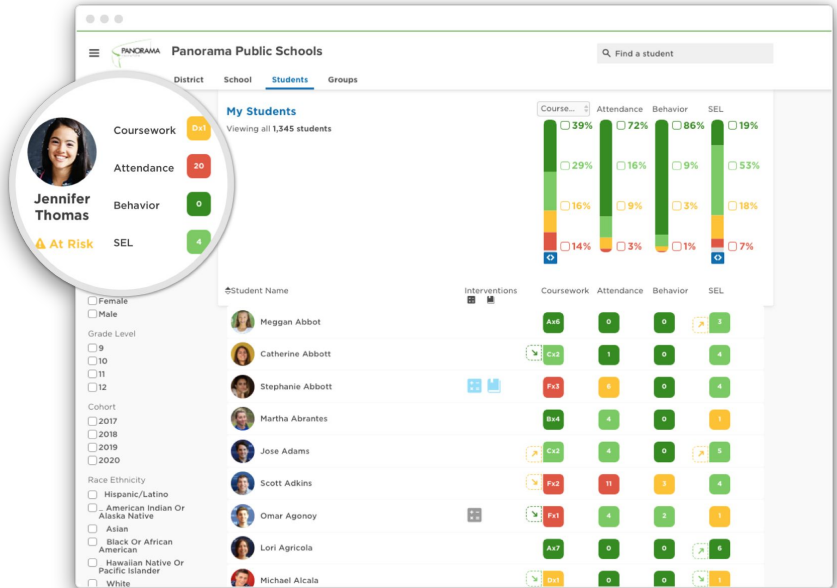 PANORAMA
Panorama Public Schools
Find a student
District School Students Groups
My Students
Viewing all 1,345 students
Course... Attendance Behavior SEL
39% 72% 86% 19%
29% 16% 9% 53%
16% 9% 3% 18%
14% 3% 1% 7%
Jennifer
Thomas
At Risk
Coursework Dx1
Attendance 20
Behavior 0
SEL 4
Female
Male
Grade Level
9
10
11
12
Cohort
2017
2018
2019
2020
Race Ethnicity
Hispanic/Latino
American Indian Or
Alaska Native
Asian
Black Or African
American
Hawaiian Native Or
Pacific Islander
White
Student Name Interventions Coursework Attendance Behavior SEL
Meggan Abbot Ax6 0 0 3
Catherine Abbott Cx2 1 0 4
Stephanie Abbott Fx3 6 0 4
Martha Abrantes Bx4 4 0 1
Jose Adams Cx2 4 0 5
Scott Adkins Fx2 11 3 4
Omar Agonoy Fx1 4 2 1
Lori Agricola Ax7 0 0 6
Michael Alcala Dx1 0 0 1